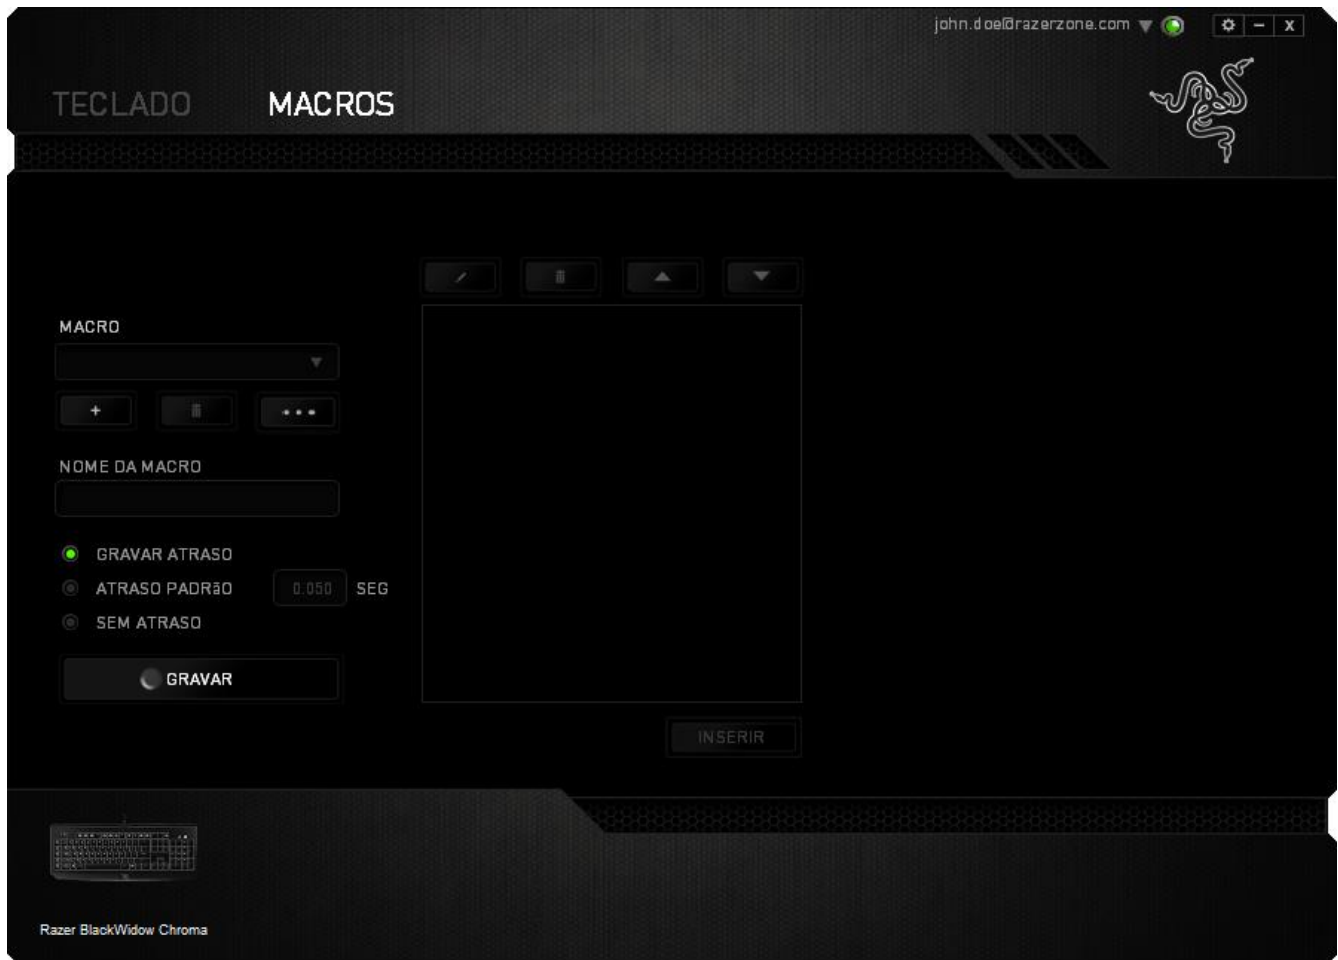 john.doe@razerzone.com
TECLADO MACROS
MACRO
NOME DA MACRO
GRAVAR ATRASO
ATRASO PADRãO 0.050 SEG
SEM ATRASO
GRAVAR
INSERIR
Razer BlackWidow Chroma